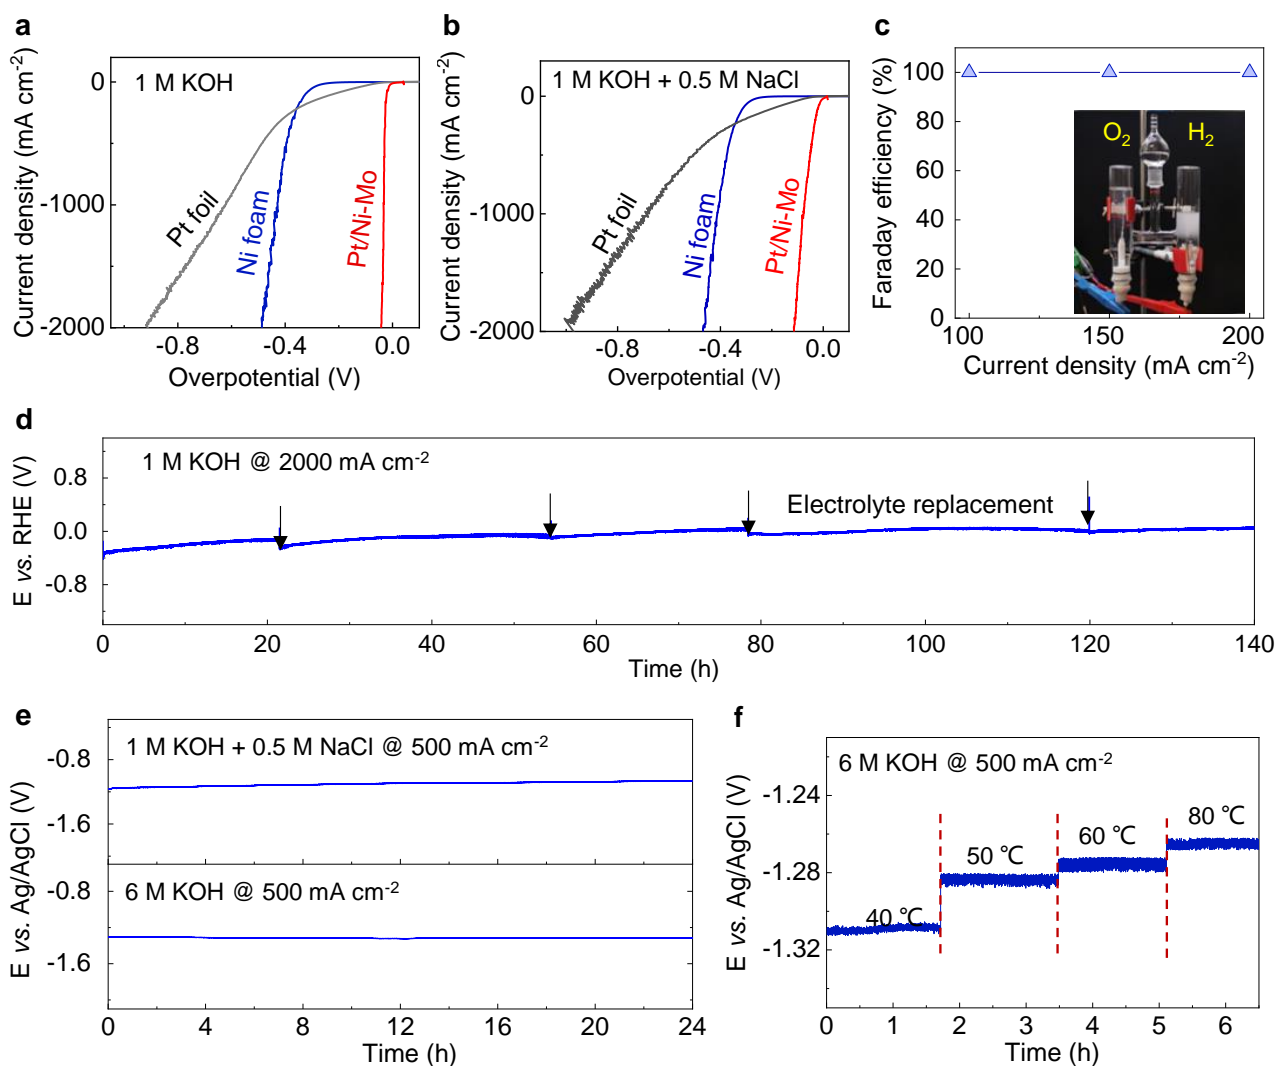 a
1 M KOH
Pt foil
Ni foam
Pt/Ni-Mo
0
-1000
-2000
-0.8
-0.4
0.0
Current density (mA cm-2)
Overpotential (V)
b
1 M KOH + 0.5 M NaCl
Pt foil
Ni foam
Pt/Ni-Mo
0
-1000
-2000
-0.8
-0.4
0.0
Current density (mA cm-2)
Overpotential (V)
c
O2
H2
100
80
60
40
20
0
100
150
200
Faraday efficiency (%)
Current density (mA cm-2)
d
1 M KOH @ 2000 mA cm-2
Electrolyte replacement
0.8
0.0
-0.8
0
20
40
60
80
100
120
140
E vs. RHE (V)
Time (h)
e
1 M KOH + 0.5 M NaCl @ 500 mA cm-2
-0.8
-1.6
6 M KOH @ 500 mA cm-2
-0.8
-1.6
0
4
8
12
16
20
24
E vs. Ag/AgCl (V)
Time (h)
f
6 M KOH @ 500 mA cm-2
40 ℃
50 ℃
60 ℃
80 ℃
-1.24
-1.28
-1.32
0
1
2
3
4
5
6
E vs. Ag/AgCl (V)
Time (h)